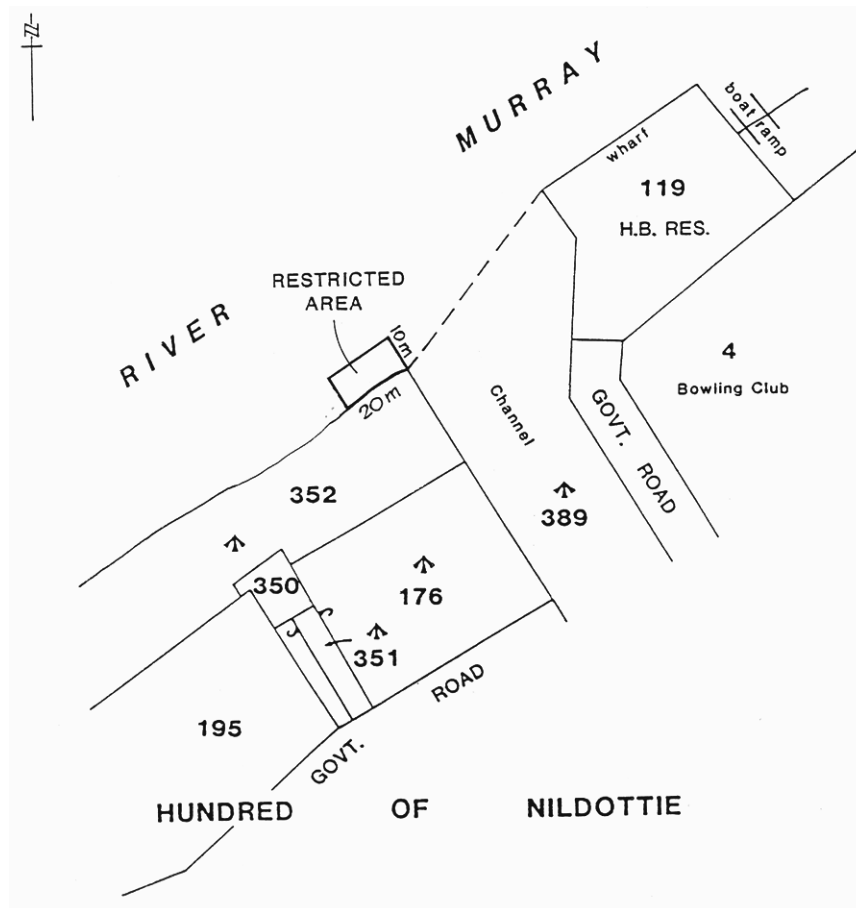 N
RIVER MURRAY
boat ramp
wharf
119
H.B. RES.
RESTRICTED
AREA
10m
20m
4
Bowling Club
Channel
GOVT. ROAD
352
389
350
176
351
195
GOVT. ROAD
HUNDRED OF NILDOTTIE